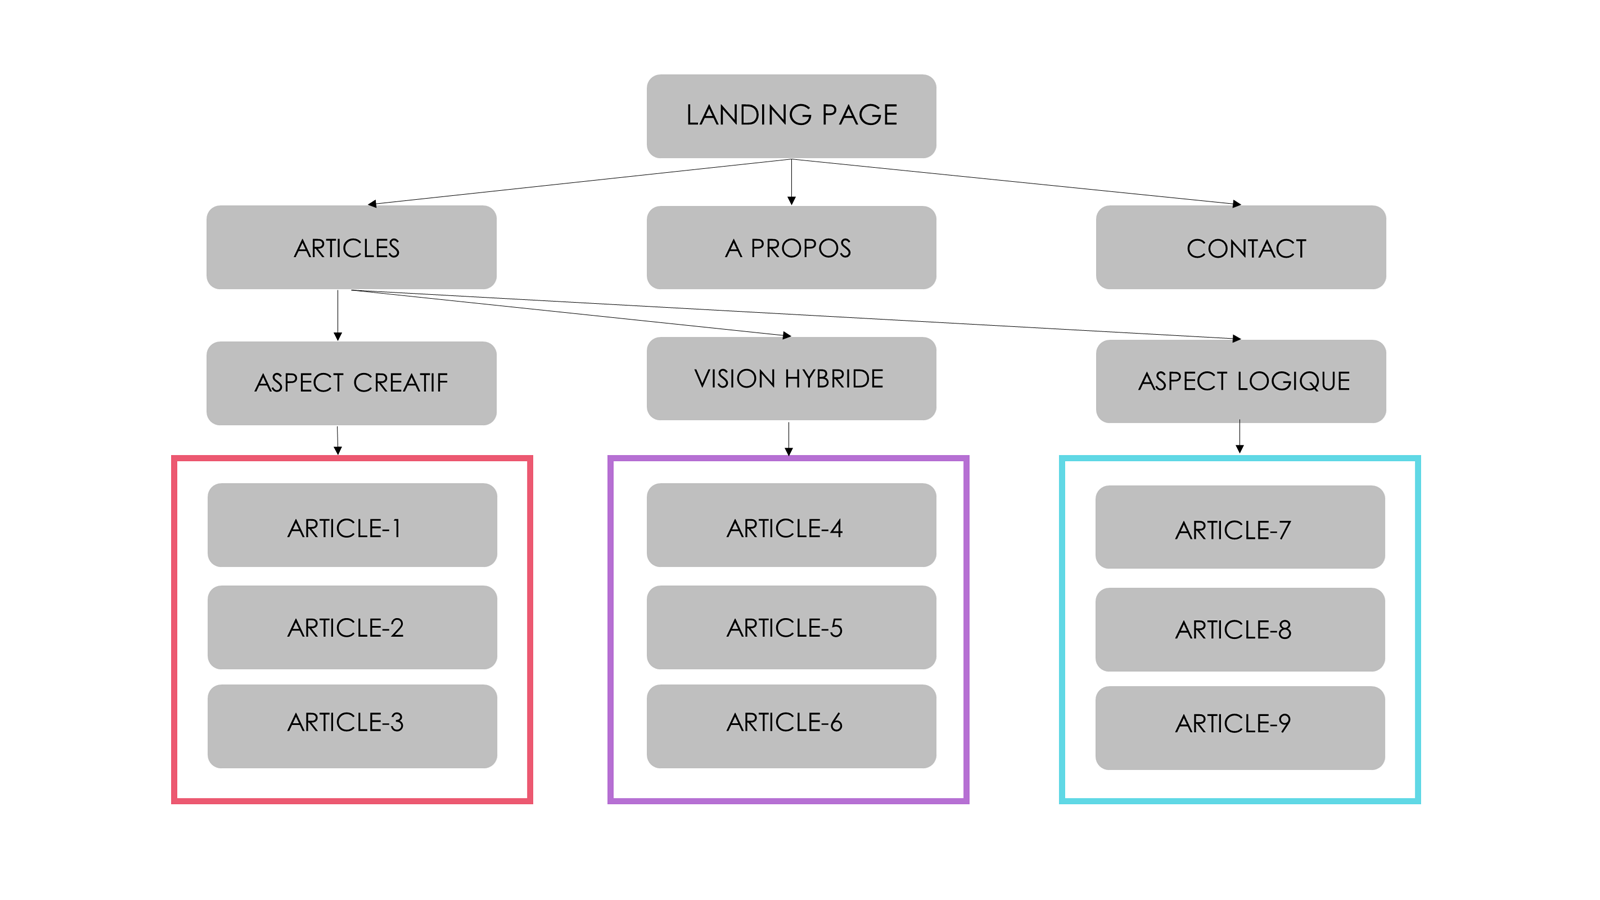 LANDING PAGE
ARTICLES
A PROPOS
CONTACT
ASPECT CREATIF
VISION HYBRIDE
ASPECT LOGIQUE
ARTICLE-1
ARTICLE-2
ARTICLE-3
ARTICLE-4
ARTICLE-5
ARTICLE-6
ARTICLE-7
ARTICLE-8
ARTICLE-9